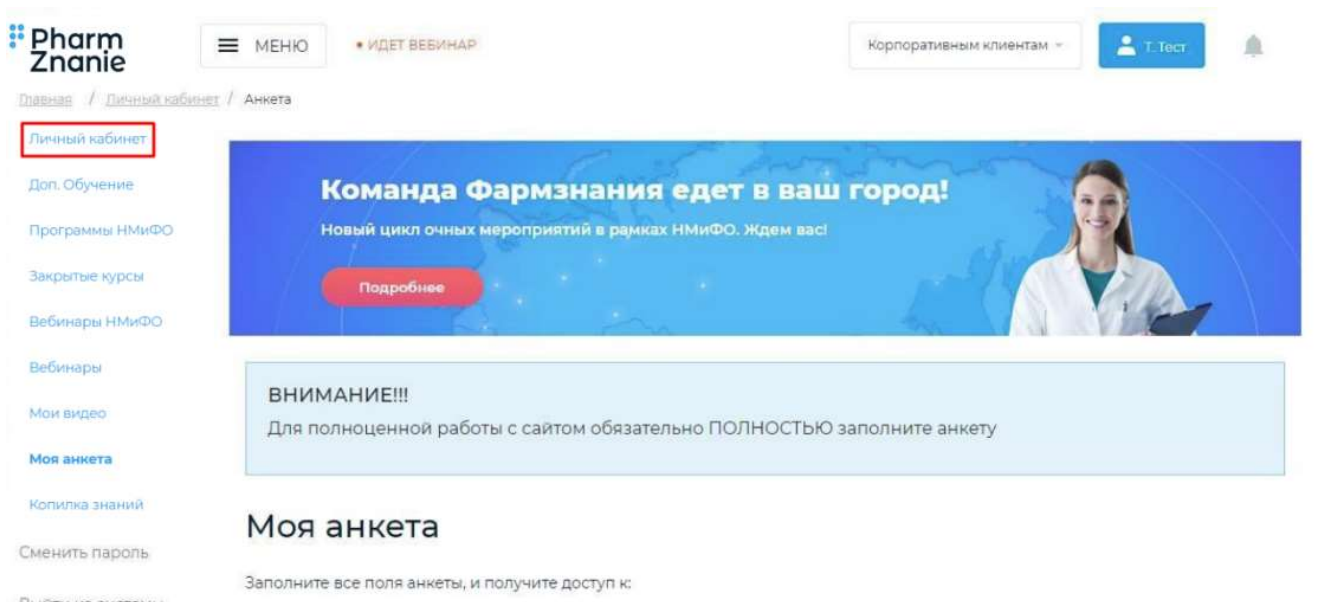 Pharm
Znanie
МЕНЮ
• ИДЕТ ВЕБИНАР
Корпоративным клиентам
Т. Тест
Главная / Личный кабинет / Анкета
Личный кабинет
Доп. Обучение
Программы НМиФО
Закрытые курсы
Вебинары НМиФО
Вебинары
Мои видео
Моя анкета
Копилка знаний
Сменить пароль
Команда Фармзнания едет в ваш город!
Новый цикл очных мероприятий в рамках НМиФО. Ждем вас!
Подробнее
ВНИМАНИЕ!!!
Для полноценной работы с сайтом обязательно ПОЛНОСТЬЮ заполните анкету
Моя анкета
Заполните все поля анкеты, и получите доступ к: